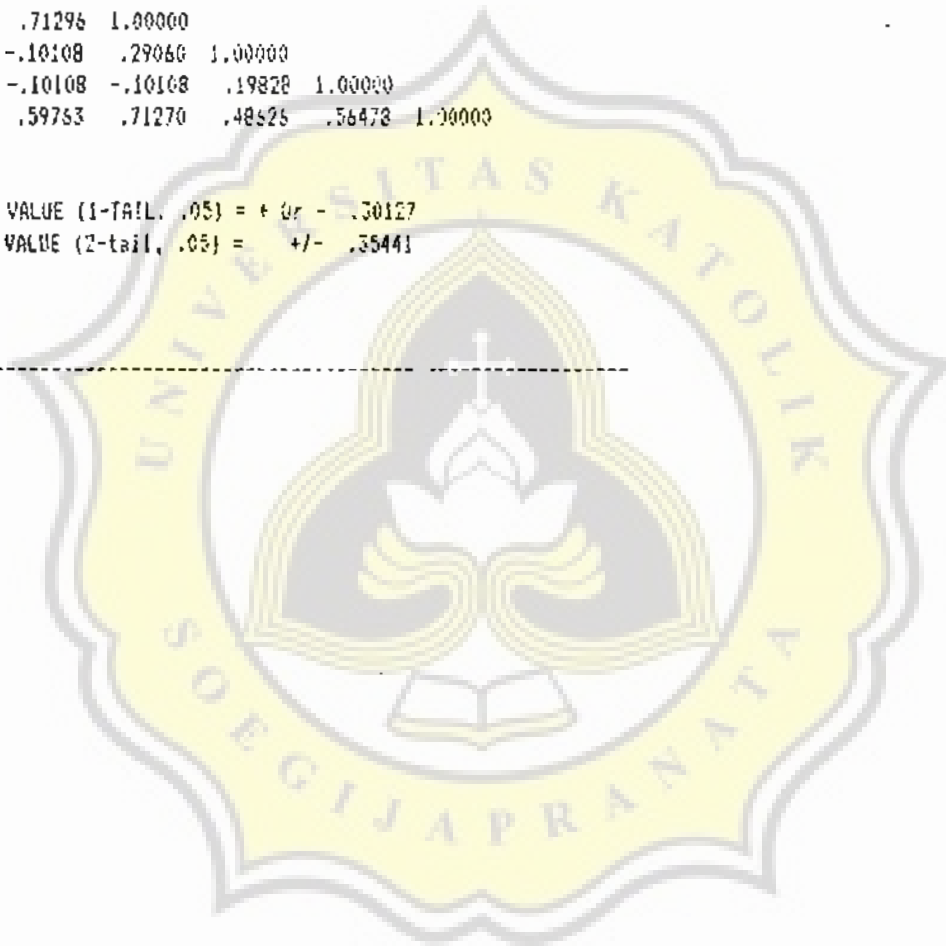 .71296 1.00000
-.10108 .29060 1.00000
-.10108 -.10108 .19828 1.00000
.59763 .71270 .48626 .56478 1.00000
VALUE (1-TAIL, .05) = + Or - .30127
VALUE (2-tail, .05) = +/- .35441
UNIVERSITAS KATOLIK
SOEGIJAPRANATA